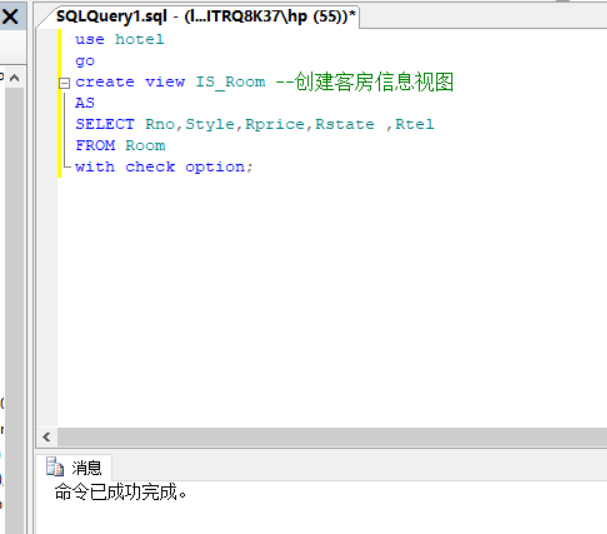 SQLQuery1.sql - (l...ITRQ8K37\hp (55))*
use hotel
go
create view IS_Room --创建客房信息视图
AS
SELECT Rno,Style,Rprice,Rstate ,Rtel
FROM Room
with check option;
消息
命令已成功完成。